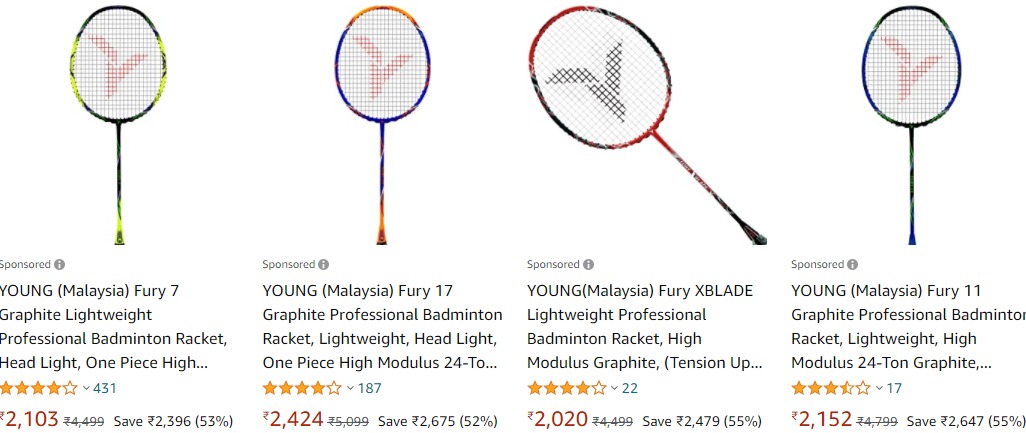 Sponsored
YOUNG (Malaysia) Fury 7
Graphite Lightweight
Professional Badminton Racket,
Head Light, One Piece High...
431
₹2,103 ₹4,499 Save ₹2,396 (53%)
Sponsored
YOUNG (Malaysia) Fury 17
Graphite Professional Badminton
Racket, Lightweight, Head Light,
One Piece High Modulus 24-To...
187
₹2,424 ₹5,099 Save ₹2,675 (52%)
Sponsored
YOUNG(Malaysia) Fury XBLADE
Lightweight Professional
Badminton Racket, High
Modulus Graphite, (Tension Up...
22
₹2,020 ₹4,499 Save ₹2,479 (55%)
Sponsored
YOUNG (Malaysia) Fury 11
Graphite Professional Badminton
Racket, Lightweight, High
Modulus 24-Ton Graphite,...
17
₹2,152 ₹4,799 Save ₹2,647 (55%)